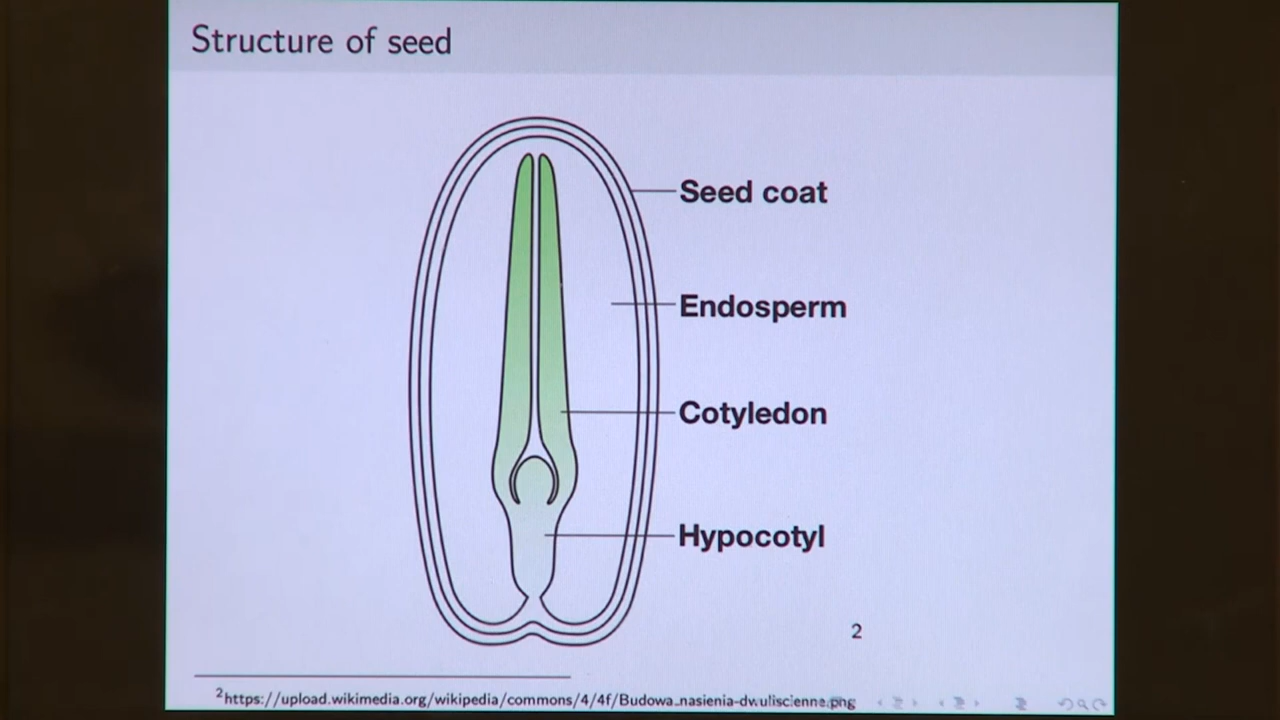 Structure of seed
Seed coat
Endosperm
Cotyledon
Hypocotyl
2
2https://upload.wikimedia.org/wikipedia/commons/4/4f/Budowa_nasienia-dwuliscienne.png